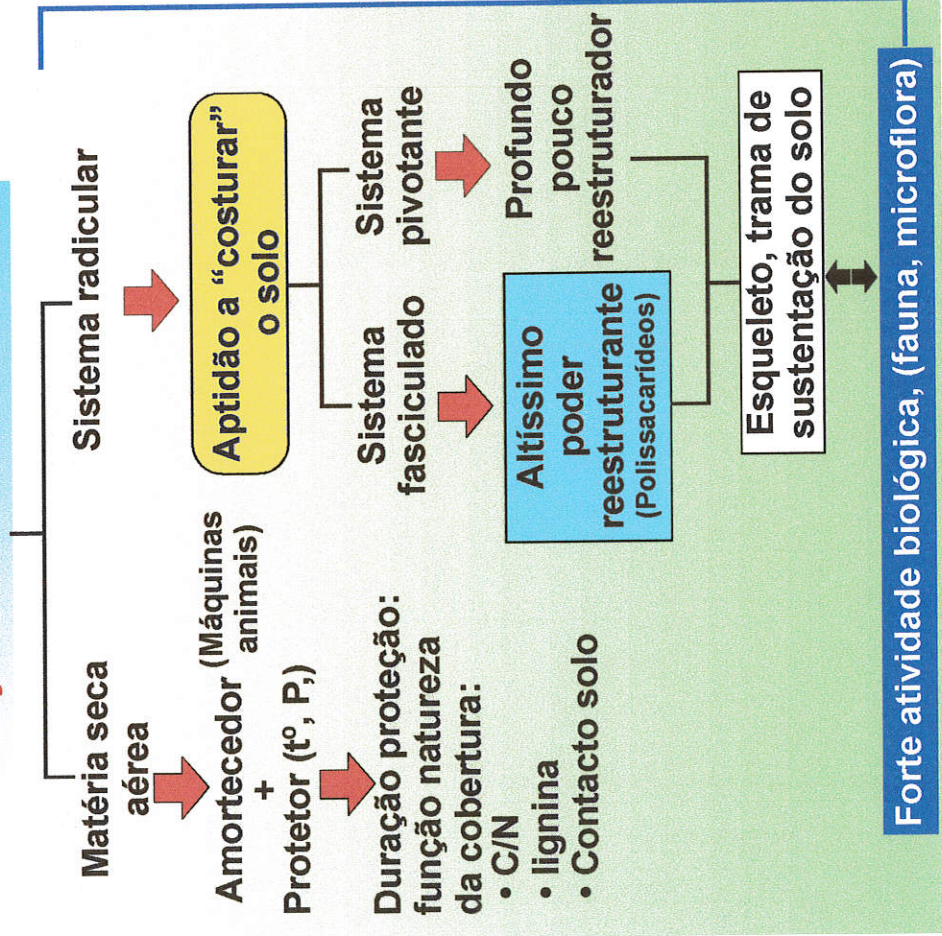 Matéria seca
aérea
Amortecedor (Máquinas
animais)
+
Protetor (tº, P,)
Duração proteção:
função natureza
da cobertura:
• C/N
• lignina
• Contacto solo
Sistema radicular
Aptidão a “costurar”
o solo
Sistema
fasciculado
Altíssimo
poder
reestruturante
(Polissacarídeos)
Sistema
pivotante
Profundo
pouco
reestruturador
Esqueleto, trama de
sustentação do solo
Forte atividade biológica, (fauna, microflora)